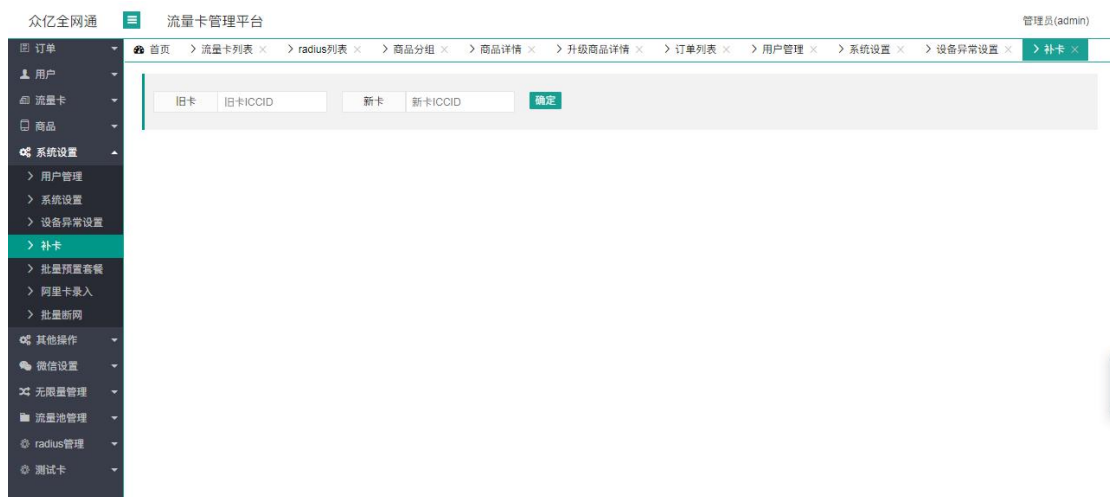 众亿全网通
流量卡管理平台
管理员(admin)
首页 流量卡列表 radius列表 商品分组 商品详情 升级商品详情 订单列表 用户管理 系统设置 设备异常设置 补卡
订单
用户
流量卡
商品
系统设置
用户管理
系统设置
设备异常设置
补卡
批量预置套餐
阿里卡录入
批量断网
其他操作
微信设置
无限量管理
流量池管理
radius管理
测试卡
旧卡 旧卡ICCID 新卡 新卡ICCID 确定